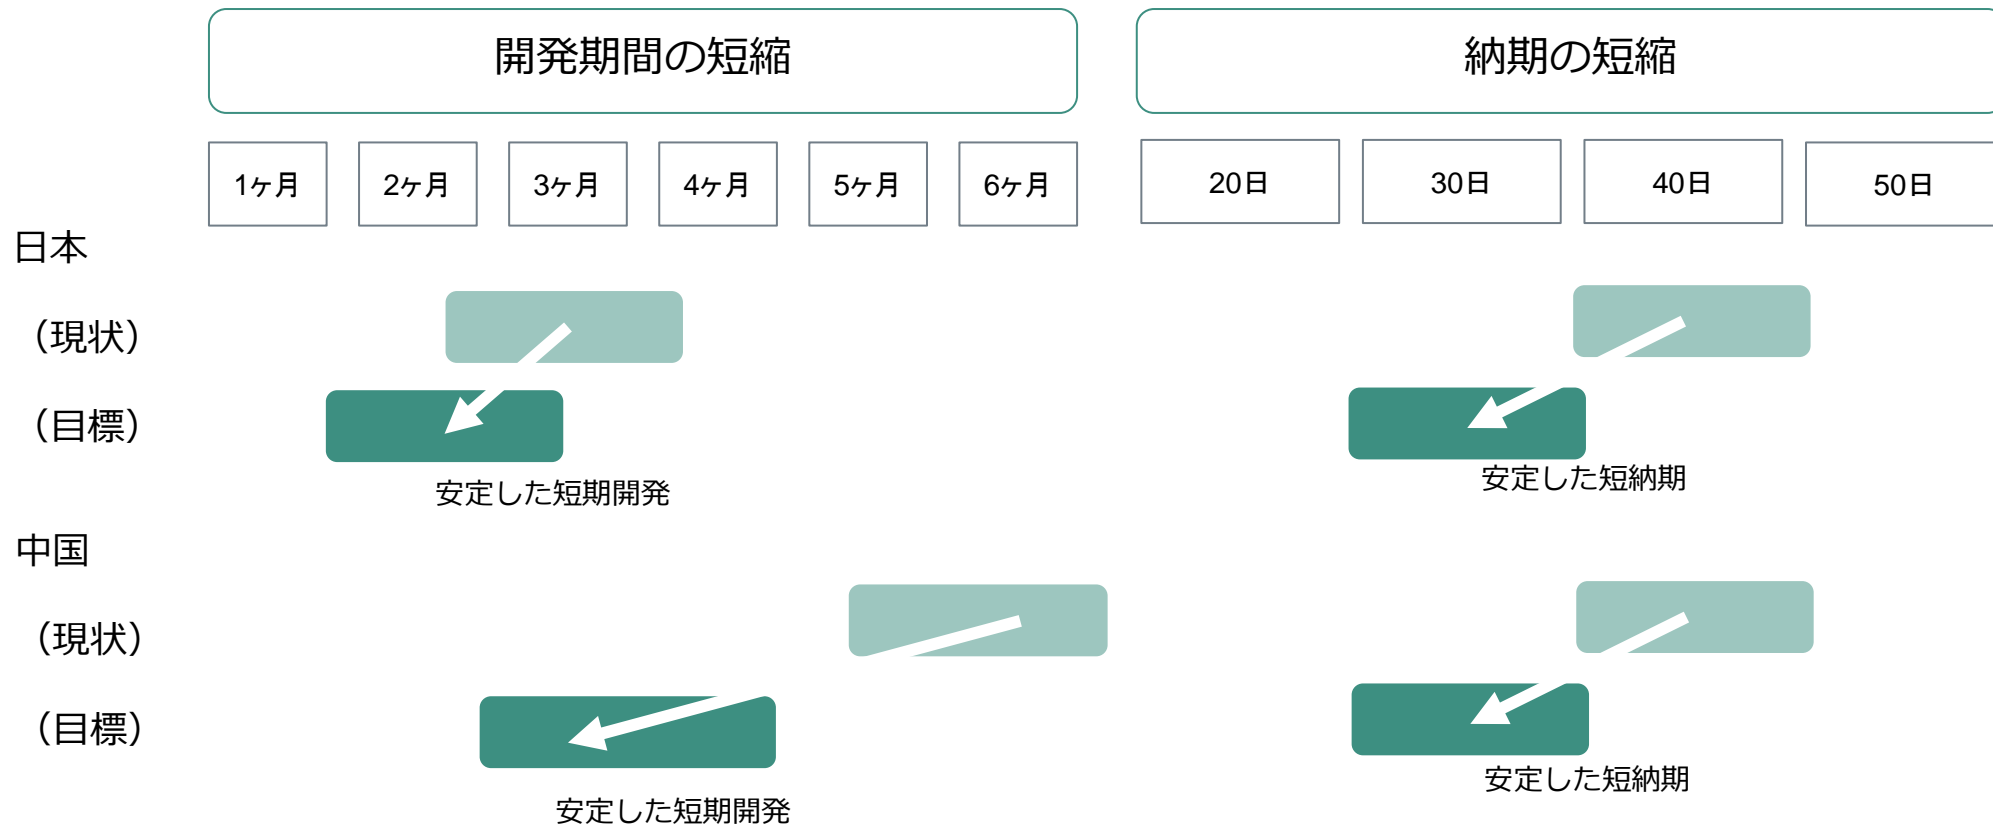 開発期間の短縮
納期の短縮
1ヶ月 2ヶ月 3ヶ月 4ヶ月 5ヶ月 6ヶ月
20日 30日 40日 50日
日本
（現状）
（目標）
安定した短期開発
安定した短納期
中国
（現状）
（目標）
安定した短期開発
安定した短納期